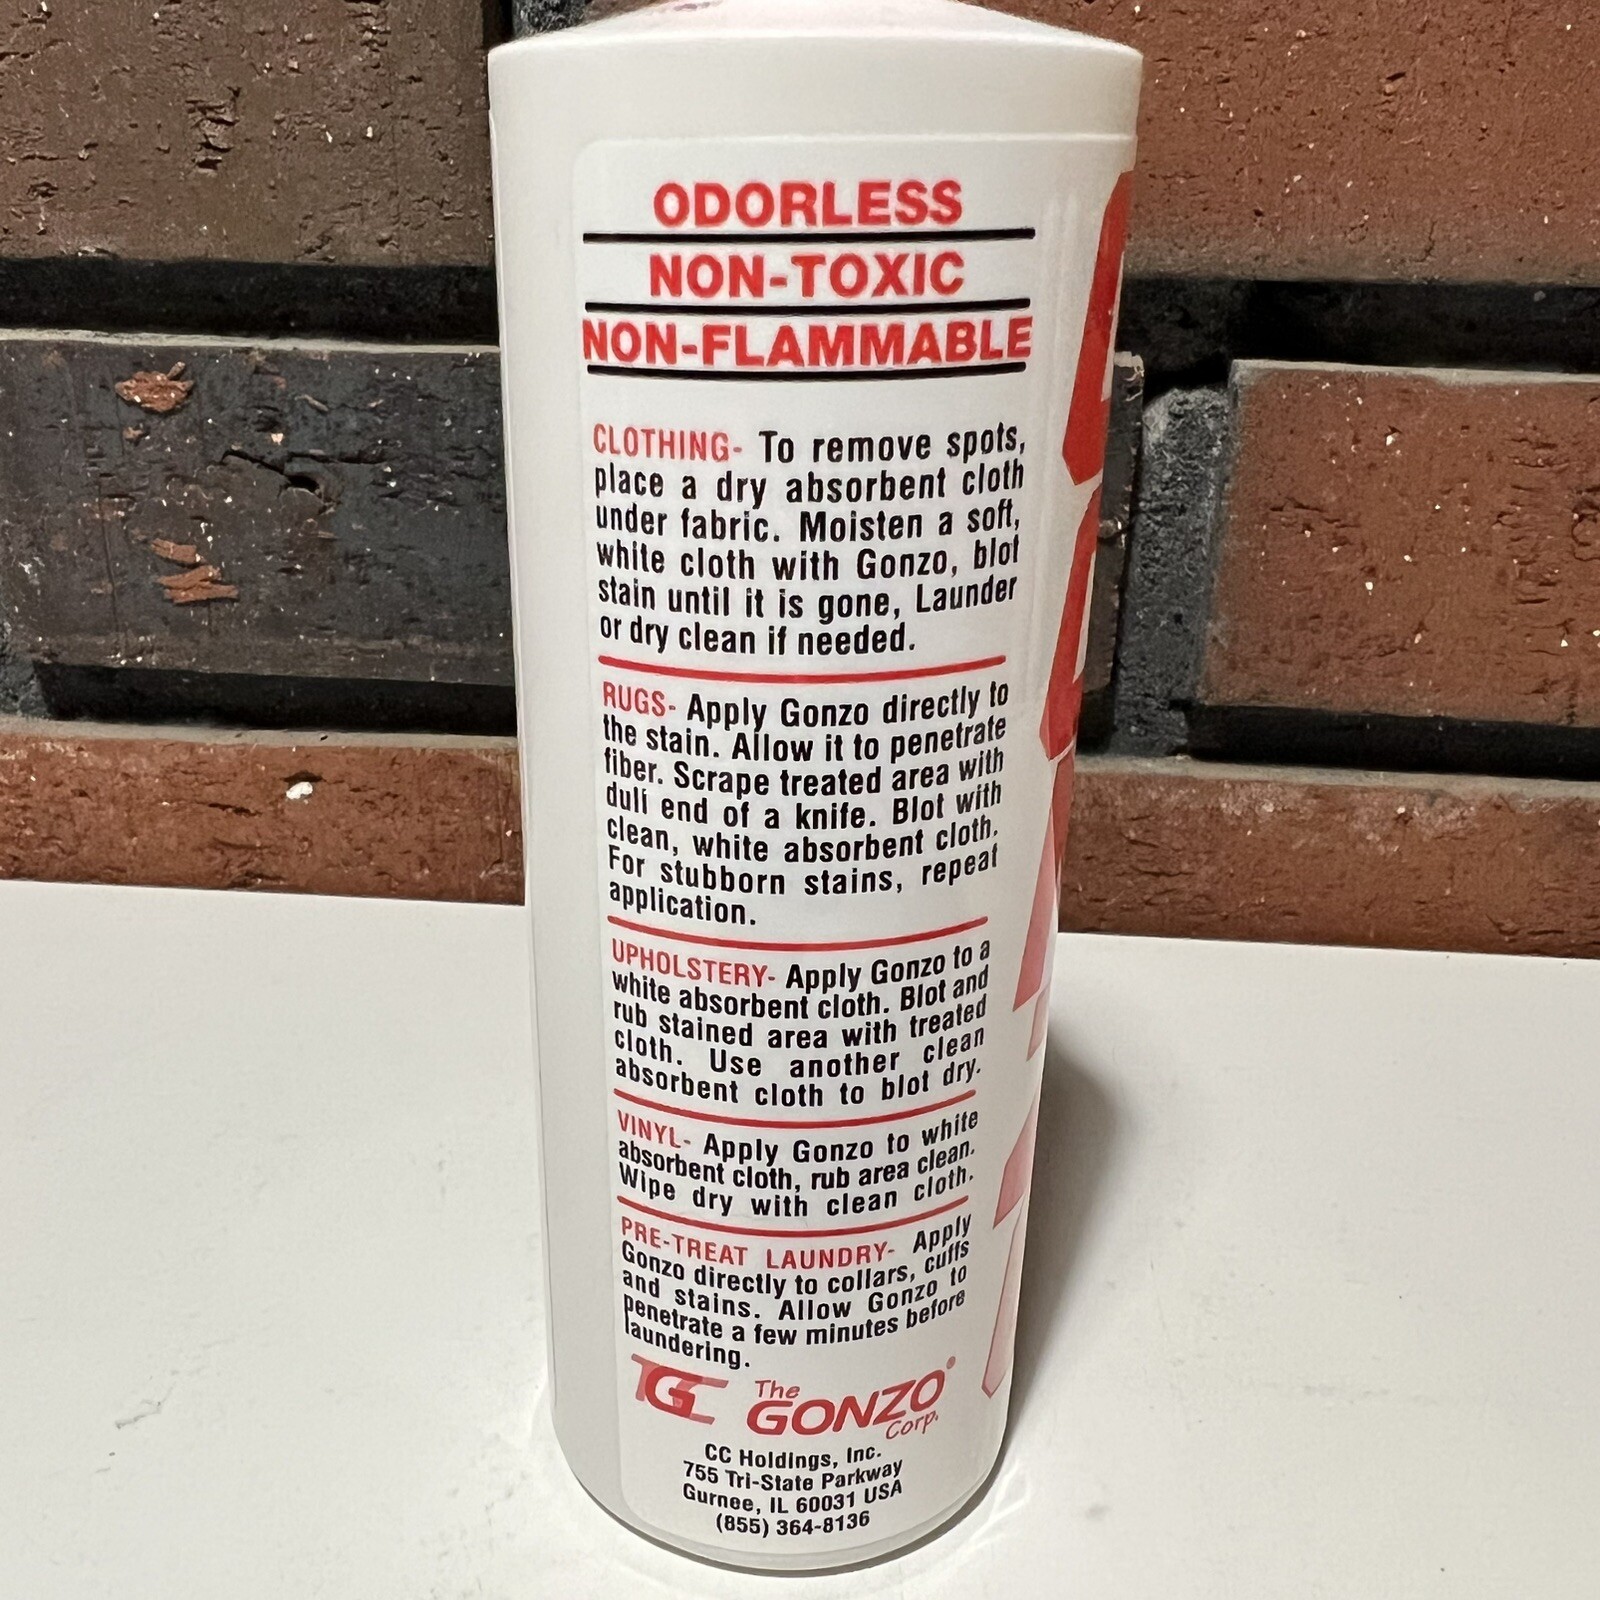 ODORLESS
NON-TOXIC
NON-FLAMMABLE
CLOTHING- To remove spots,
place a dry absorbent cloth
under fabric. Moisten a soft,
white cloth with Gonzo, blot
stain until it is gone, Launder
or dry clean if needed.
RUGS- Apply Gonzo directly to
the stain. Allow it to penetrate
fiber. Scrape treated area with
dull end of a knife. Blot with
clean, white absorbent cloth.
For stubborn stains, repeat
application.
UPHOLSTERY- Apply Gonzo to a
white absorbent cloth. Blot and
rub stained area with treated
cloth. Use another clean
absorbent cloth to blot dry.
VINYL- Apply Gonzo to white
absorbent cloth, rub area clean.
Wipe dry with clean cloth.
PRE-TREAT LAUNDRY- Apply
Gonzo directly to collars, cuffs
and stains. Allow Gonzo to
penetrate a few minutes before
laundering.
TGC The GONZO® Corp.
CC Holdings, Inc.
755 Tri-State Parkway
Gurnee, IL 60031 USA
(855) 364-8136